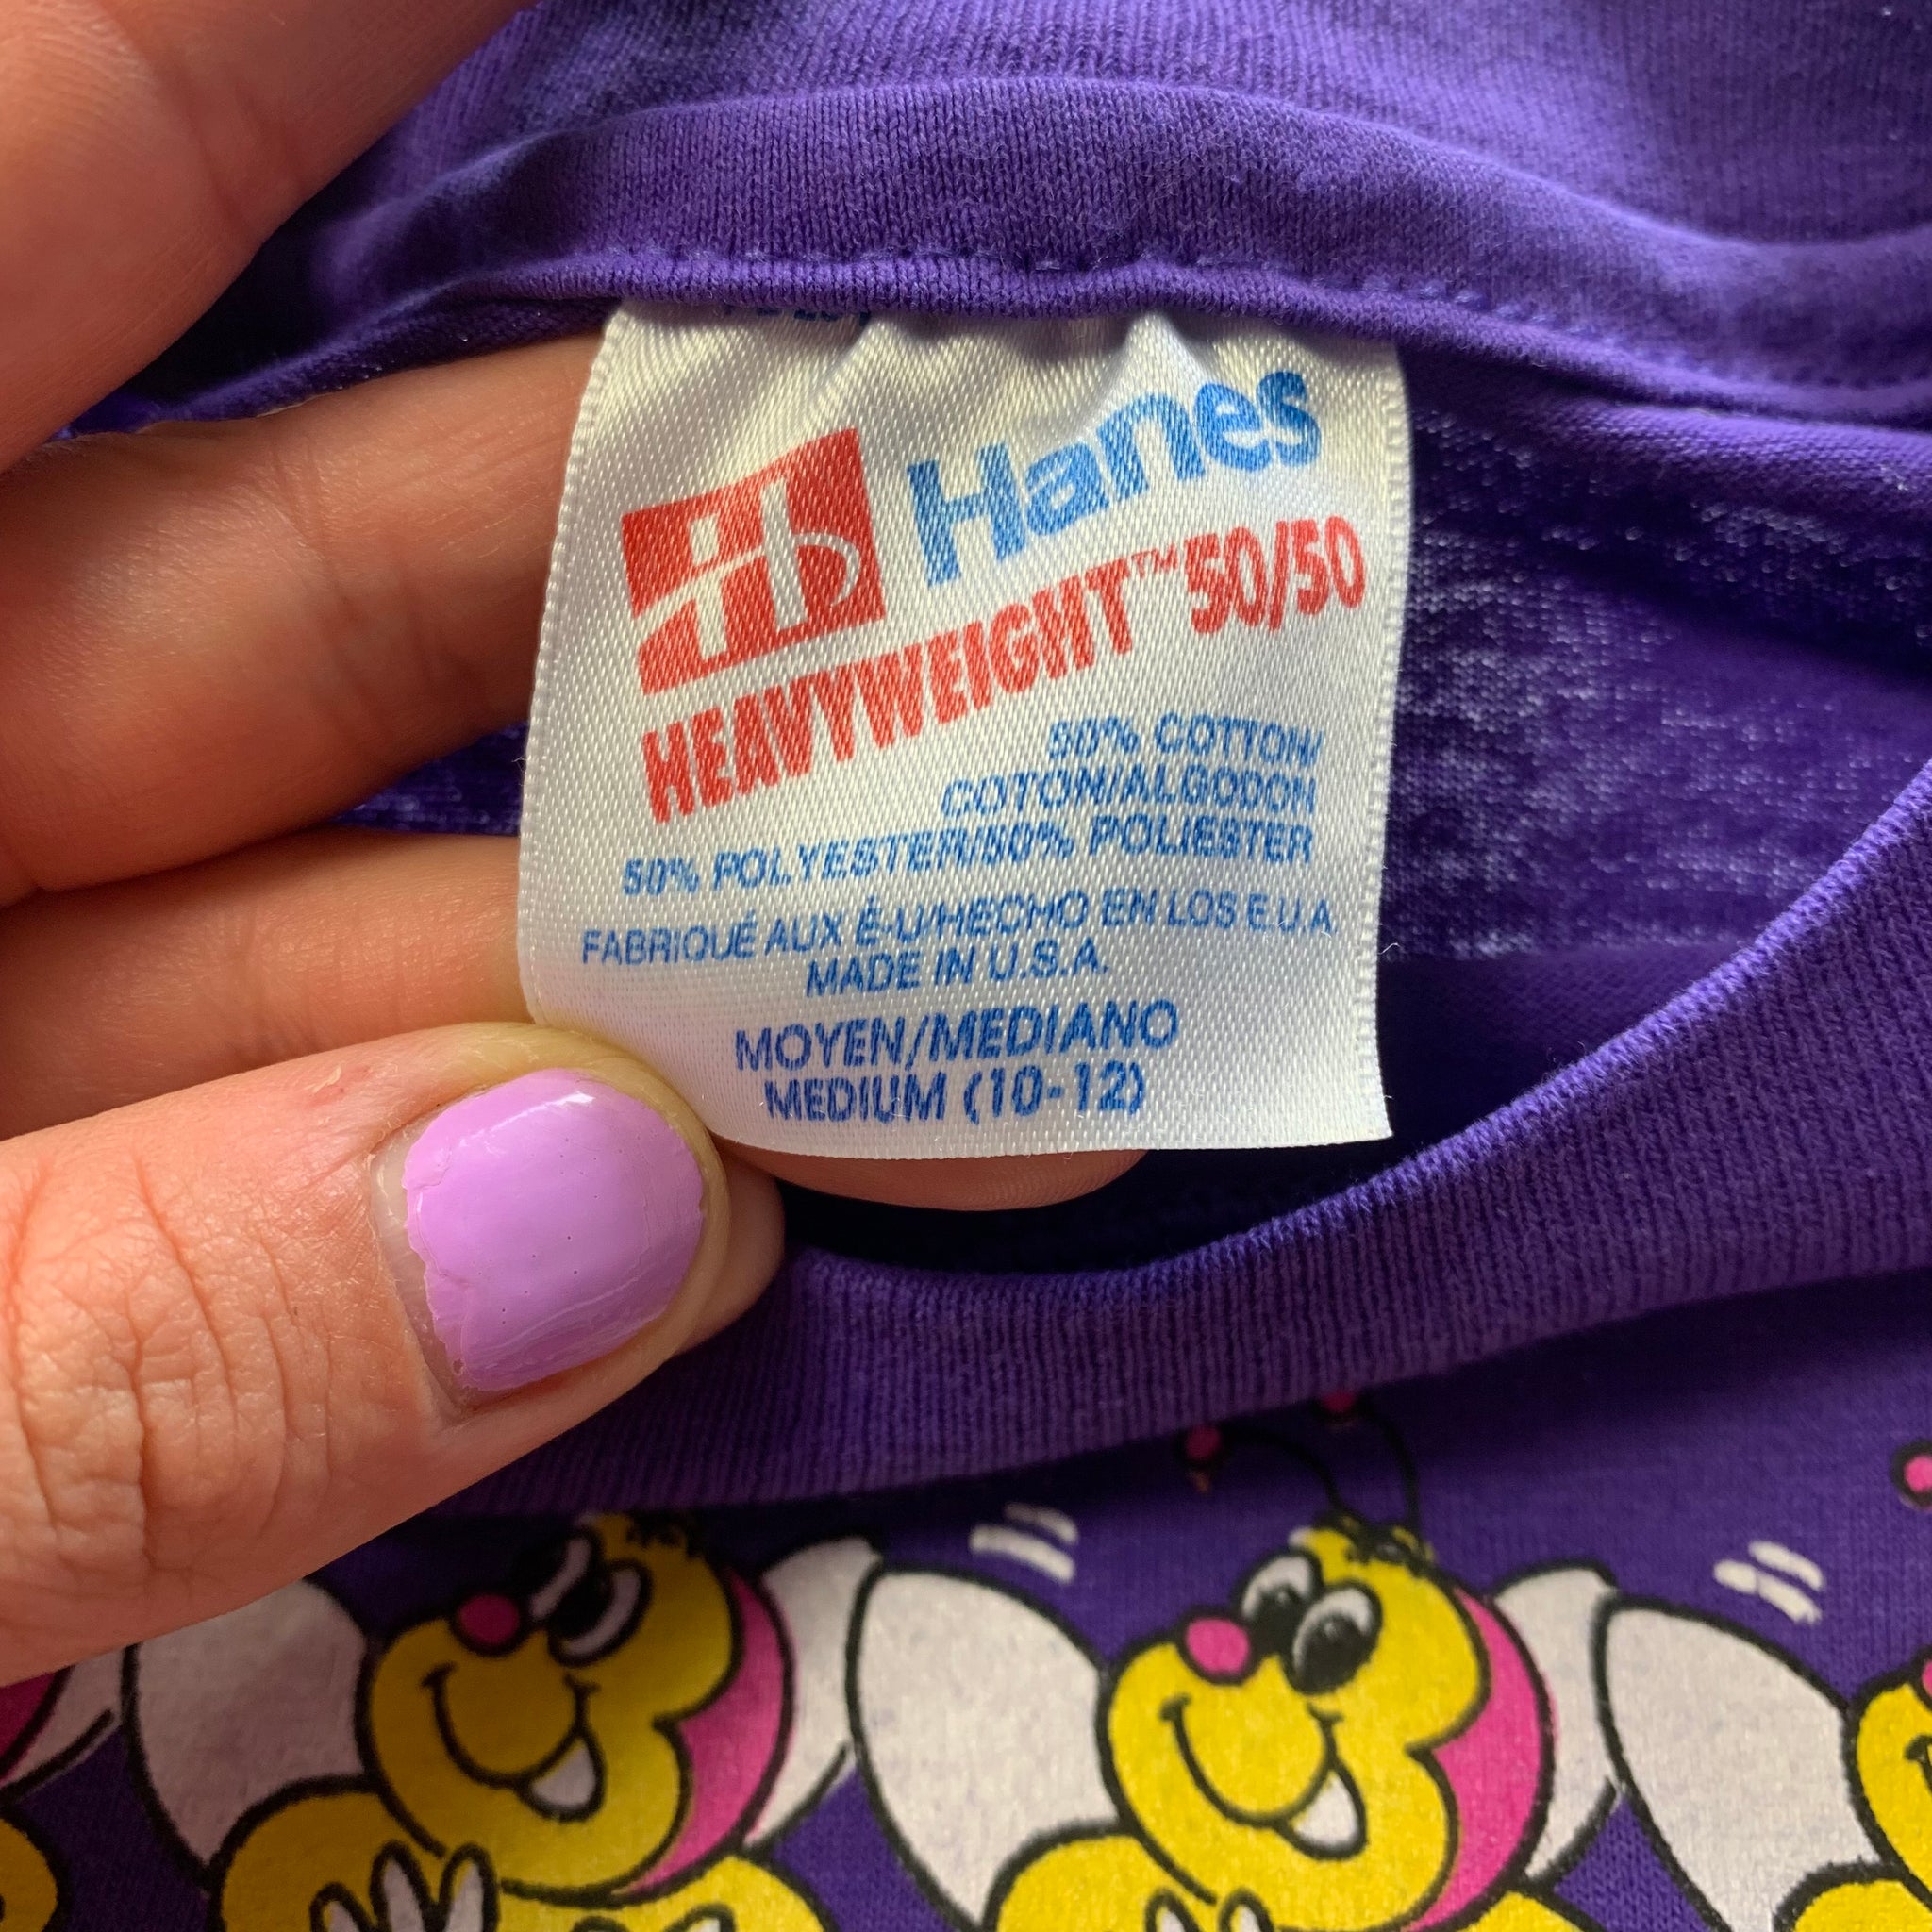 Hanes
HEAVYWEIGHT™ 50/50
50% COTTON/
COTON/ALGODON
50% POLYESTER/50% POLIESTER
FABRIQUÉ AUX É-U/HECHO EN LOS E.U.A
MADE IN U.S.A.
MOYEN/MEDIANO
MEDIUM (10-12)